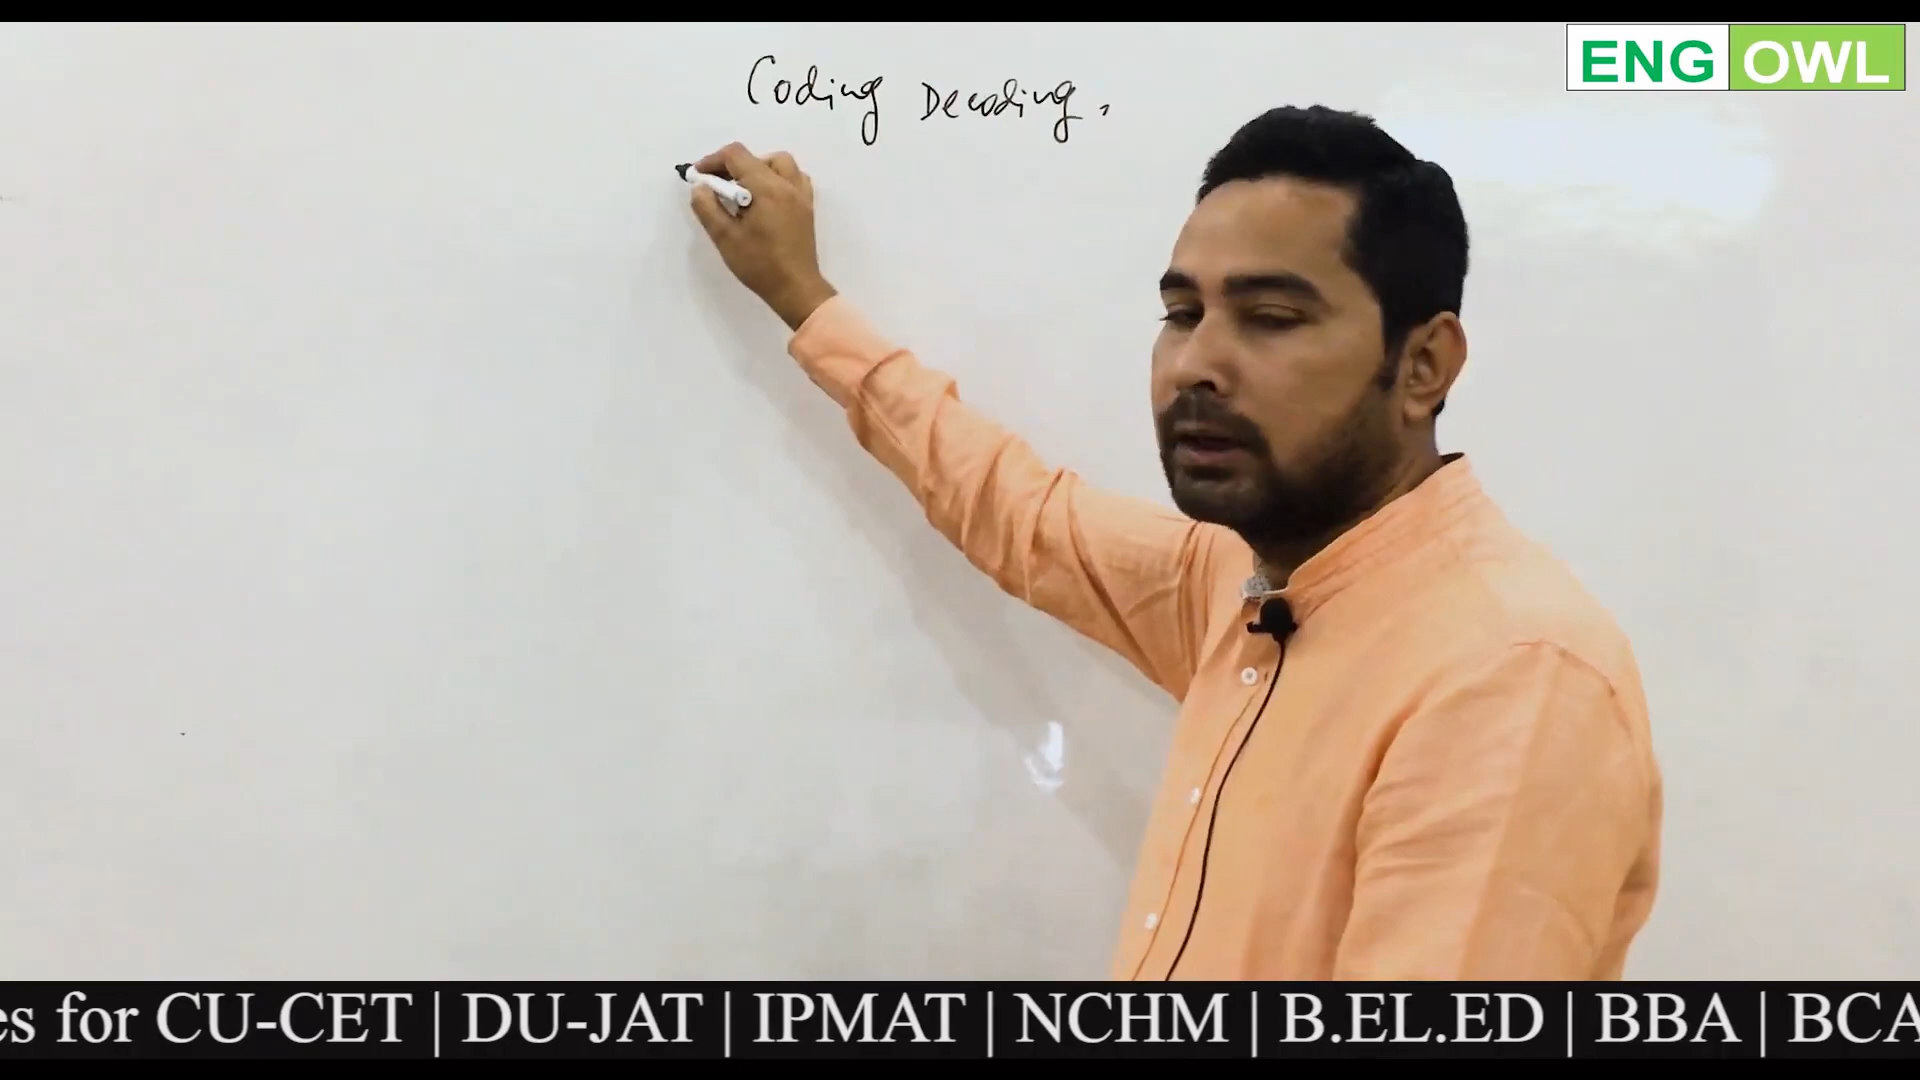 ENG OWL
Coding Decoding,
es for CU-CET | DU-JAT | IPMAT | NCHM | B.EL.ED | BBA | BCA